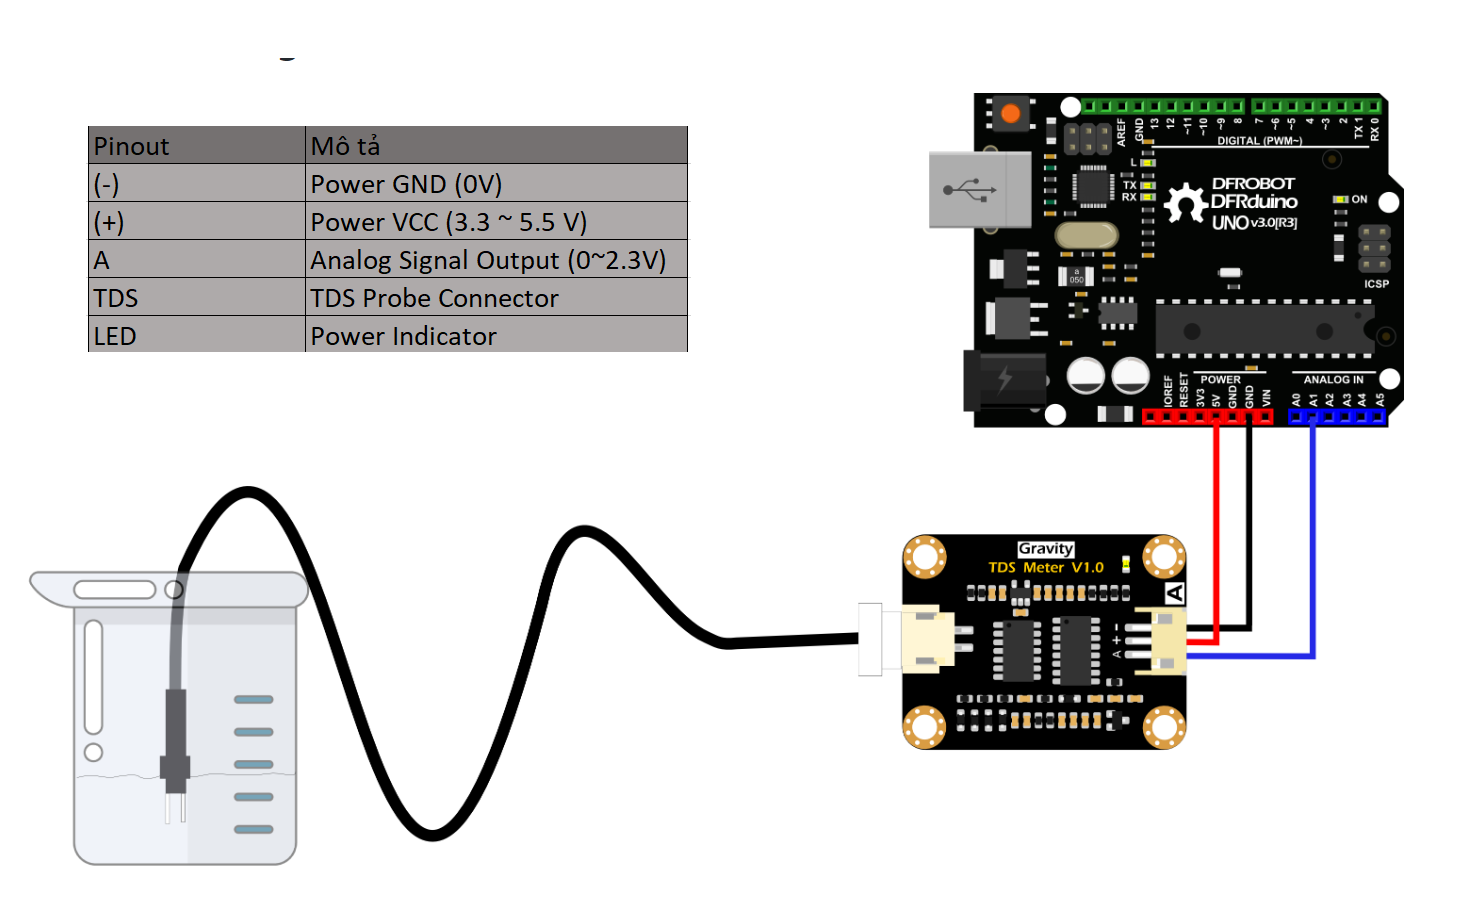 Pinout Mô tả
(-) Power GND (0V)
(+) Power VCC (3.3 ~ 5.5 V)
A Analog Signal Output (0~2.3V)
TDS TDS Probe Connector
LED Power Indicator
AREF GND 13 12 ~11 ~10 ~9 8 7 ~6 ~5 4 ~3 2 TX 1 RX 0
DIGITAL (PWM~)
L
TX
RX
DFROBOT
DFRduino
UNO v3.0[R3]
ON
a
050
ICSP
POWER
ANALOG IN
IOREF RESET 3V3 5V GND GND VIN A0 A1 A2 A3 A4 A5
Gravity
TDS Meter V1.0
A
-
+
A